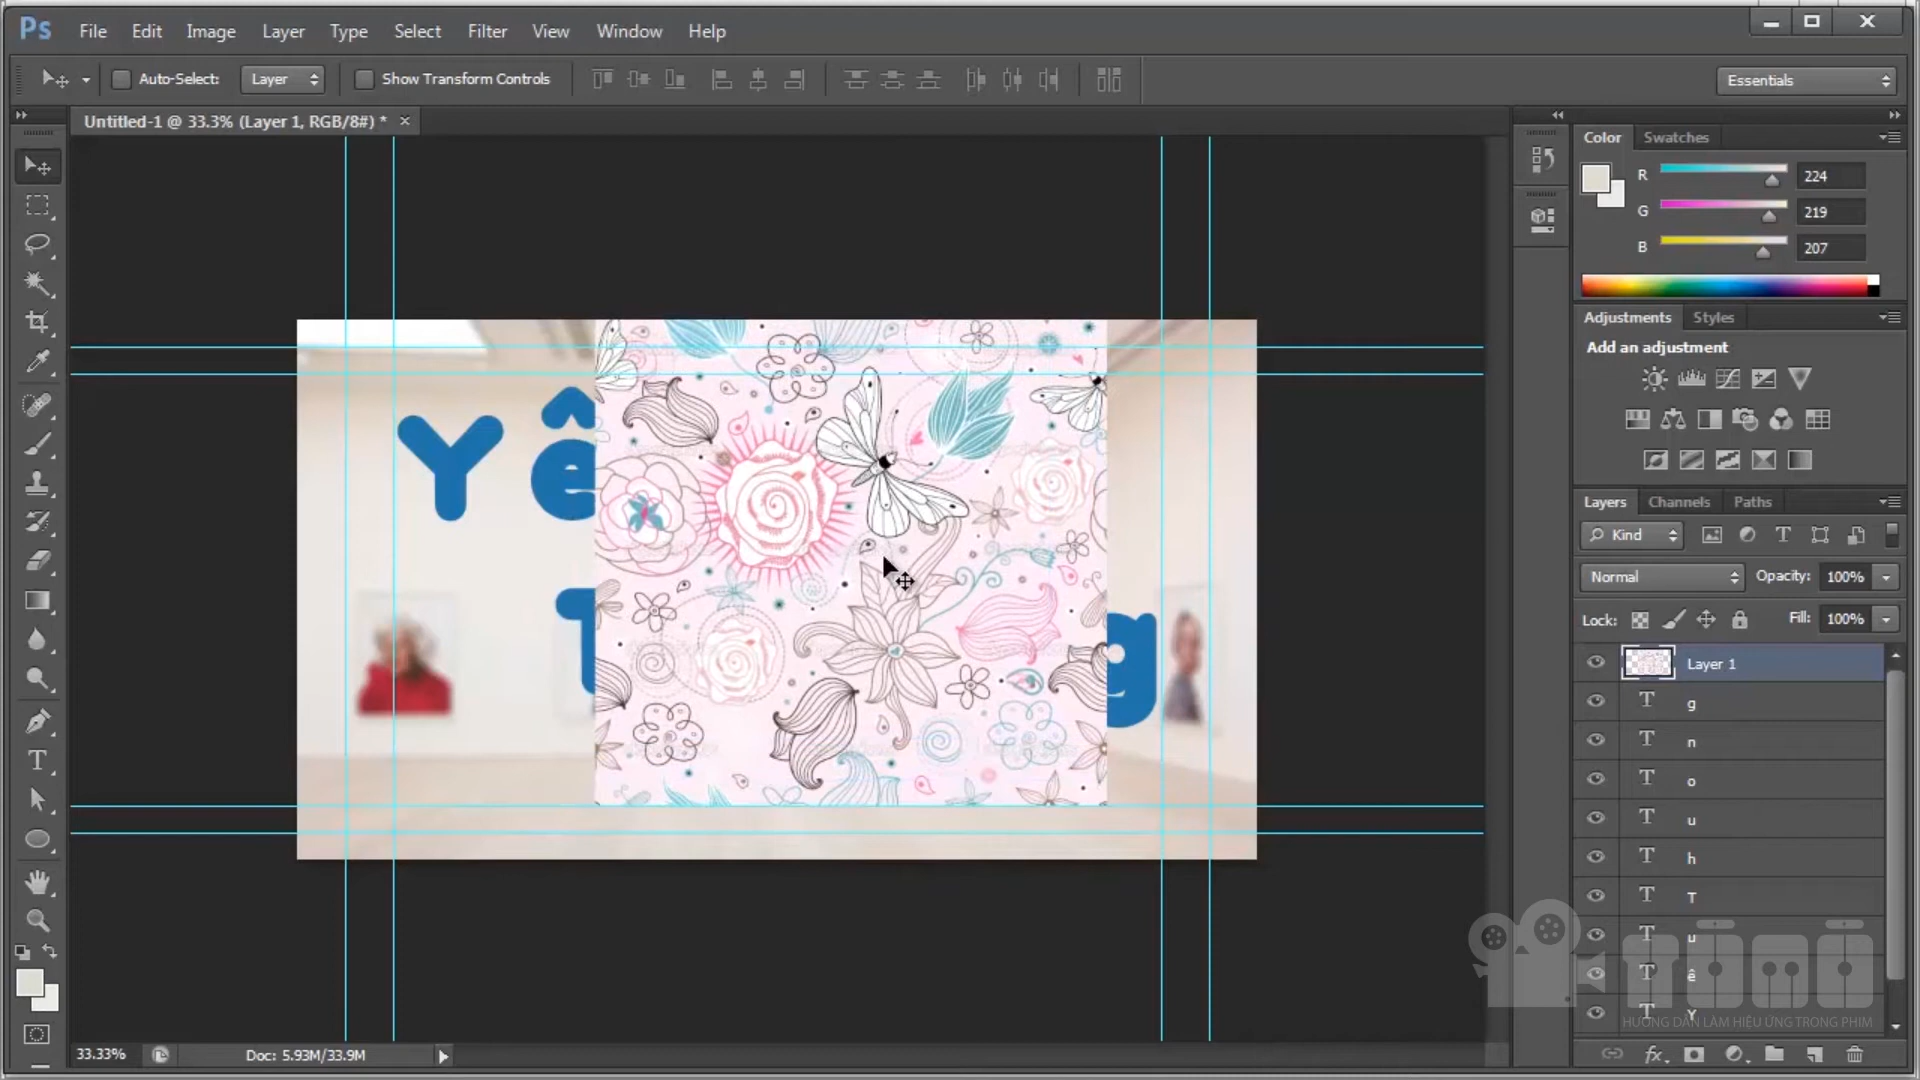 Ps File Edit Image Layer Type Select Filter View Window Help
Auto-Select: Layer Show Transform Controls Essentials
Untitled-1 @ 33.3% (Layer 1, RGB/8#) * ×
Color Swatches
R 224
G 219
B 207
Adjustments Styles
Add an adjustment
Layers Channels Paths
Kind
Normal Opacity: 100%
Lock: Fill: 100%
Layer 1
T g
T n
T o
T u
T h
T T
T u
T ê
T Y
Yê
T g
HƯỚNG DẪN LÀM HIỆU ỨNG TRONG PHIM
33.33% Doc: 5.93M/33.9M